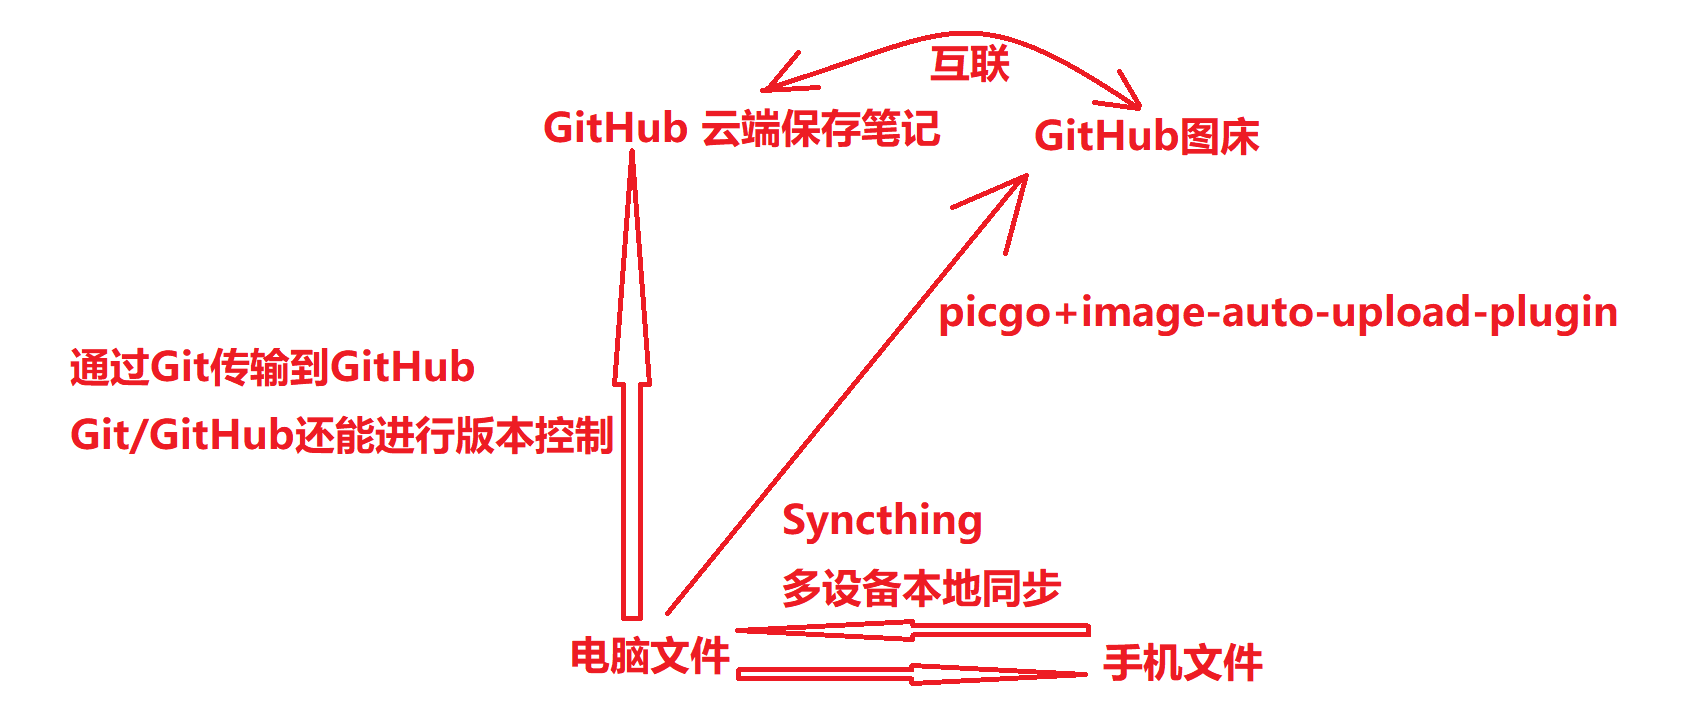 互联
GitHub 云端保存笔记
GitHub图床
picgo+image-auto-upload-plugin
通过Git传输到GitHub
Git/GitHub还能进行版本控制
Syncthing
多设备本地同步
电脑文件
手机文件